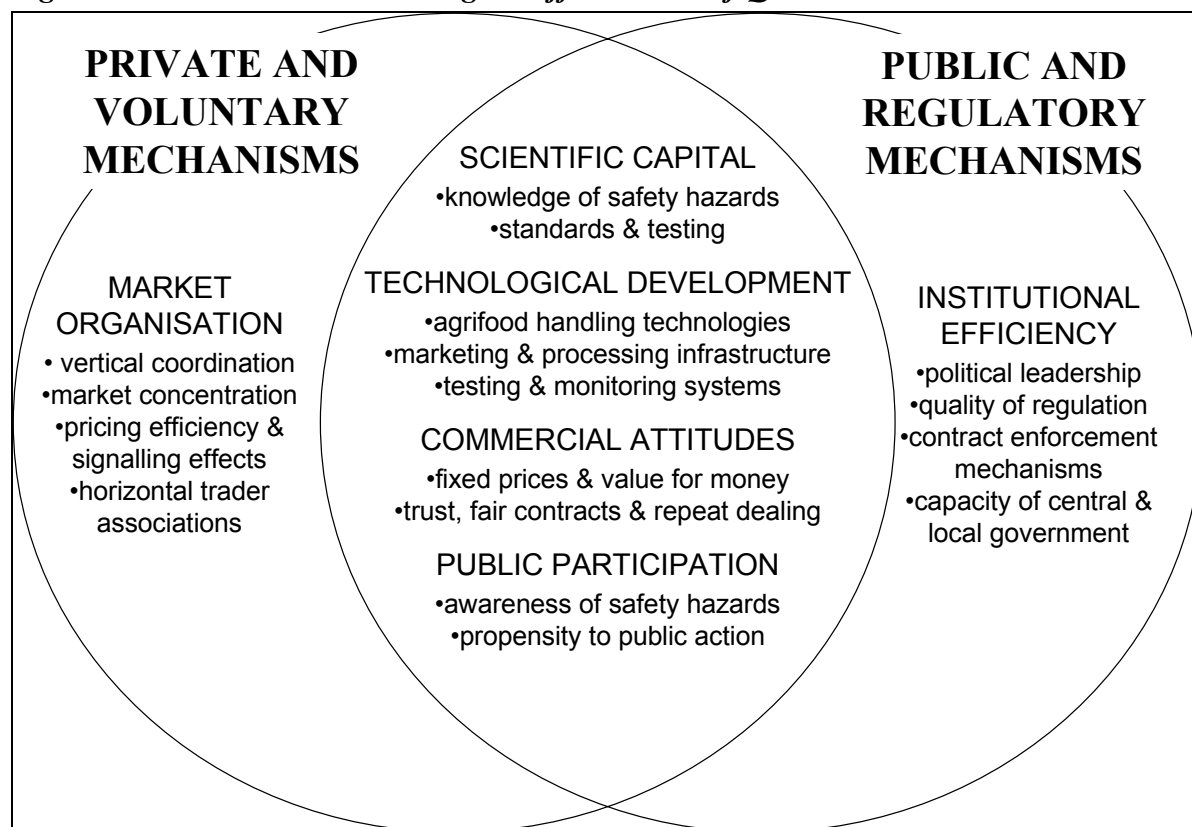 PRIVATE AND
VOLUNTARY
MECHANISMS
PUBLIC AND
REGULATORY
MECHANISMS
SCIENTIFIC CAPITAL
•knowledge of safety hazards
•standards & testing
TECHNOLOGICAL DEVELOPMENT
•agrifood handling technologies
•marketing & processing infrastructure
•testing & monitoring systems
COMMERCIAL ATTITUDES
•fixed prices & value for money
•trust, fair contracts & repeat dealing
PUBLIC PARTICIPATION
•awareness of safety hazards
•propensity to public action
MARKET
ORGANISATION
• vertical coordination
•market concentration
•pricing efficiency &
signalling effects
•horizontal trader
associations
INSTITUTIONAL
EFFICIENCY
•political leadership
•quality of regulation
•contract enforcement
mechanisms
•capacity of central &
local government